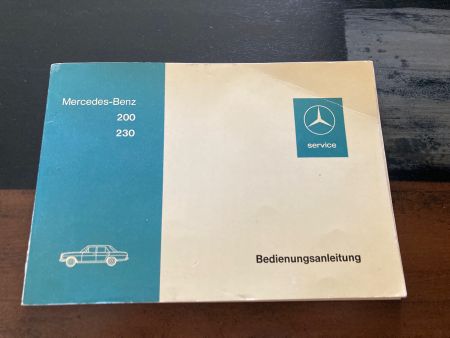 Mercedes-Benz
200
230
service
Bedienungsanleitung